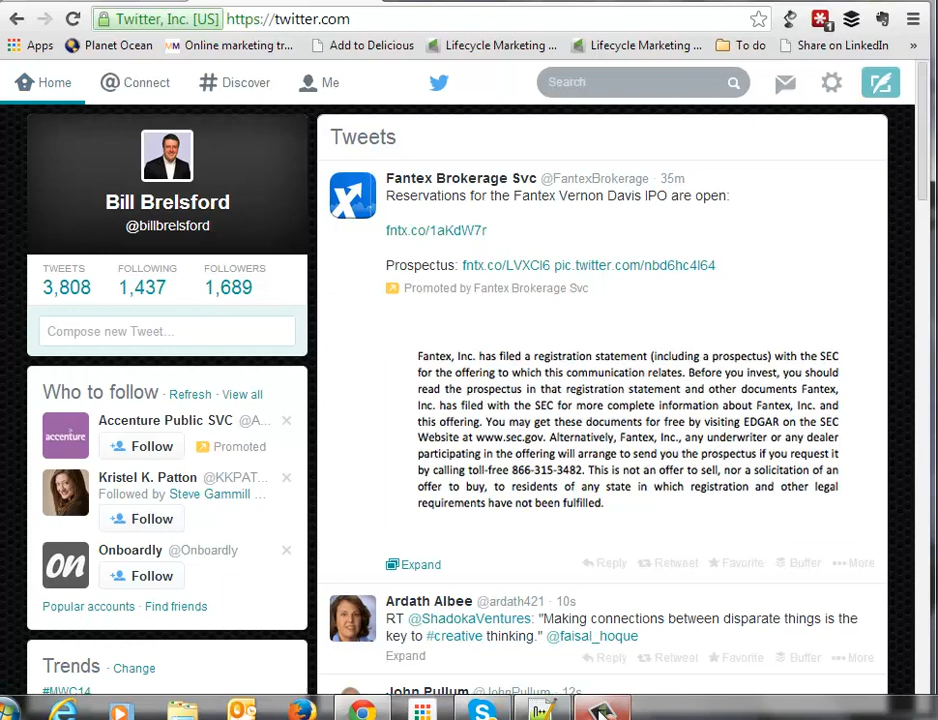 Twitter, Inc. [US] https://twitter.com
Apps Planet Ocean Online marketing tr... Add to Delicious Lifecycle Marketing ... Lifecycle Marketing ... To do Share on LinkedIn »
Home @ Connect # Discover Me Search
Bill Brelsford
@billbrelsford
TWEETS FOLLOWING FOLLOWERS
3,808 1,437 1,689
Compose new Tweet...
Who to follow · Refresh · View all
Accenture Public SVC @A...
Follow Promoted
Kristel K. Patton @KKPAT...
Followed by Steve Gammill ...
Follow
Onboardly @Onboardly
on
Follow
Popular accounts · Find friends
Trends · Change
#MWC14
Tweets
Fantex Brokerage Svc @FantexBrokerage · 35m
Reservations for the Fantex Vernon Davis IPO are open:
fntx.co/1aKdW7r
Prospectus: fntx.co/LVXCl6 pic.twitter.com/nbd6hc4l64
Promoted by Fantex Brokerage Svc
Fantex, Inc. has filed a registration statement (including a prospectus) with the SEC
for the offering to which this communication relates. Before you invest, you should
read the prospectus in that registration statement and other documents Fantex,
Inc. has filed with the SEC for more complete information about Fantex, Inc. and
this offering. You may get these documents for free by visiting EDGAR on the SEC
Website at www.sec.gov. Alternatively, Fantex, Inc., any underwriter or any dealer
participating in the offering will arrange to send you the prospectus if you request it
by calling toll-free 866-315-3482. This is not an offer to sell, nor a solicitation of an
offer to buy, to residents of any state in which registration and other legal
requirements have not been fulfilled.
Expand Reply Retweet Favorite Buffer More
Ardath Albee @ardath421 · 10s
RT @ShadokaVentures: "Making connections between disparate things is the
key to #creative thinking." @faisal_hoque
Expand Reply Retweet Favorite Buffer More
John Pullum @JohnPullum · 12s